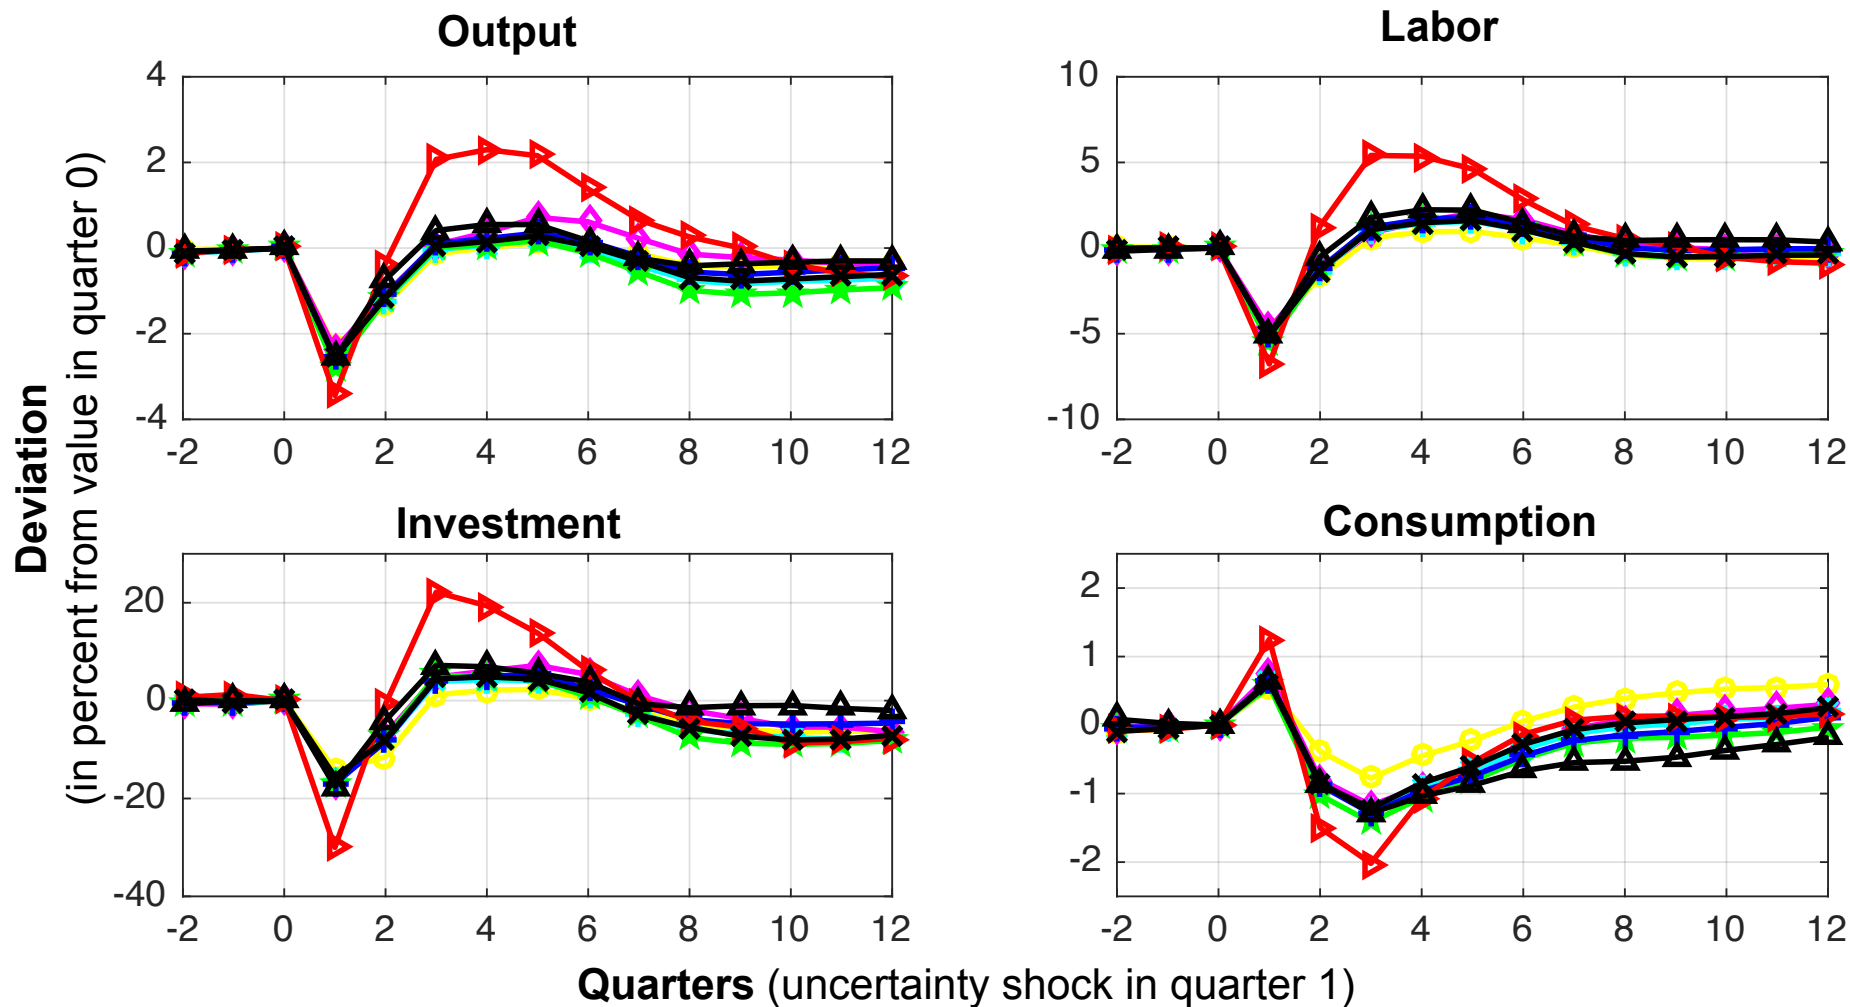 Output
4
2
0
-2
-4
-2 0 2 4 6 8 10 12
Labor
10
5
0
-5
-10
-2 0 2 4 6 8 10 12
Deviation
(in percent from value in quarter 0)
Investment
20
0
-20
-40
-2 0 2 4 6 8 10 12
Consumption
2
1
0
-1
-2
-2 0 2 4 6 8 10 12
Quarters (uncertainty shock in quarter 1)